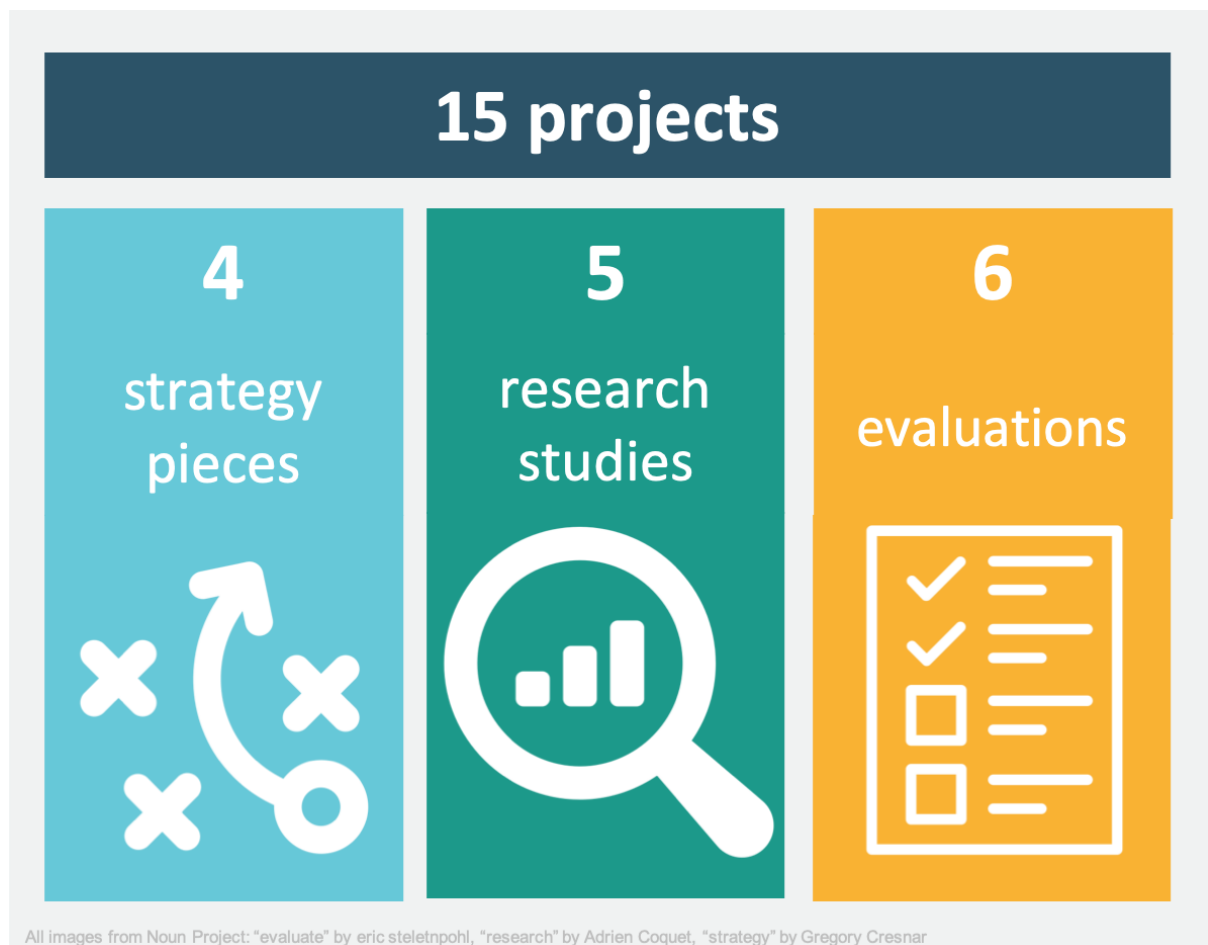 15 projects
4
strategy
pieces
5
research
studies
6
evaluations
All images from Noun Project: “evaluate” by eric steletnpohl, “research” by Adrien Coquet, “strategy” by Gregory Cresnar